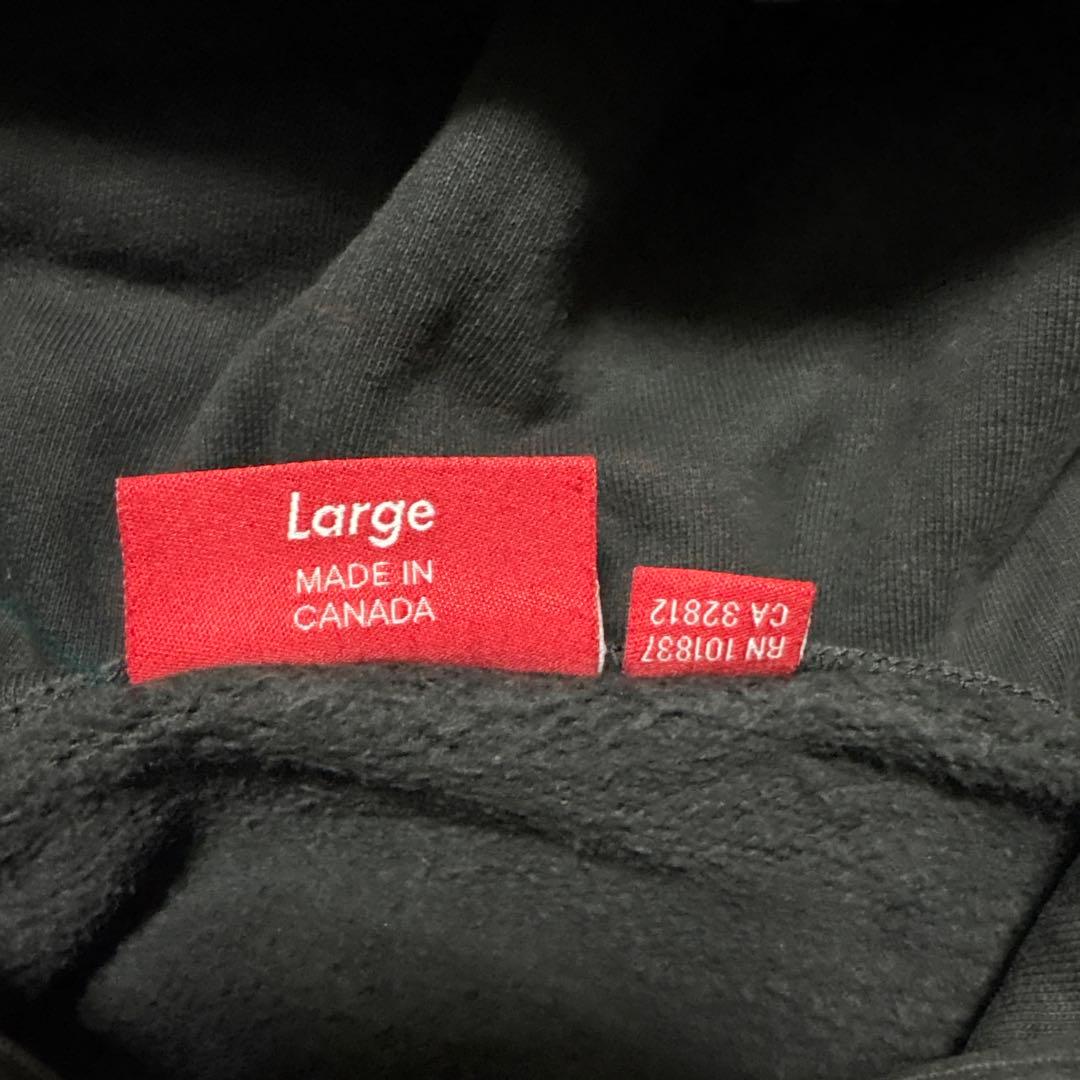 Large
MADE IN
CANADA
RN 101837
CA 32812